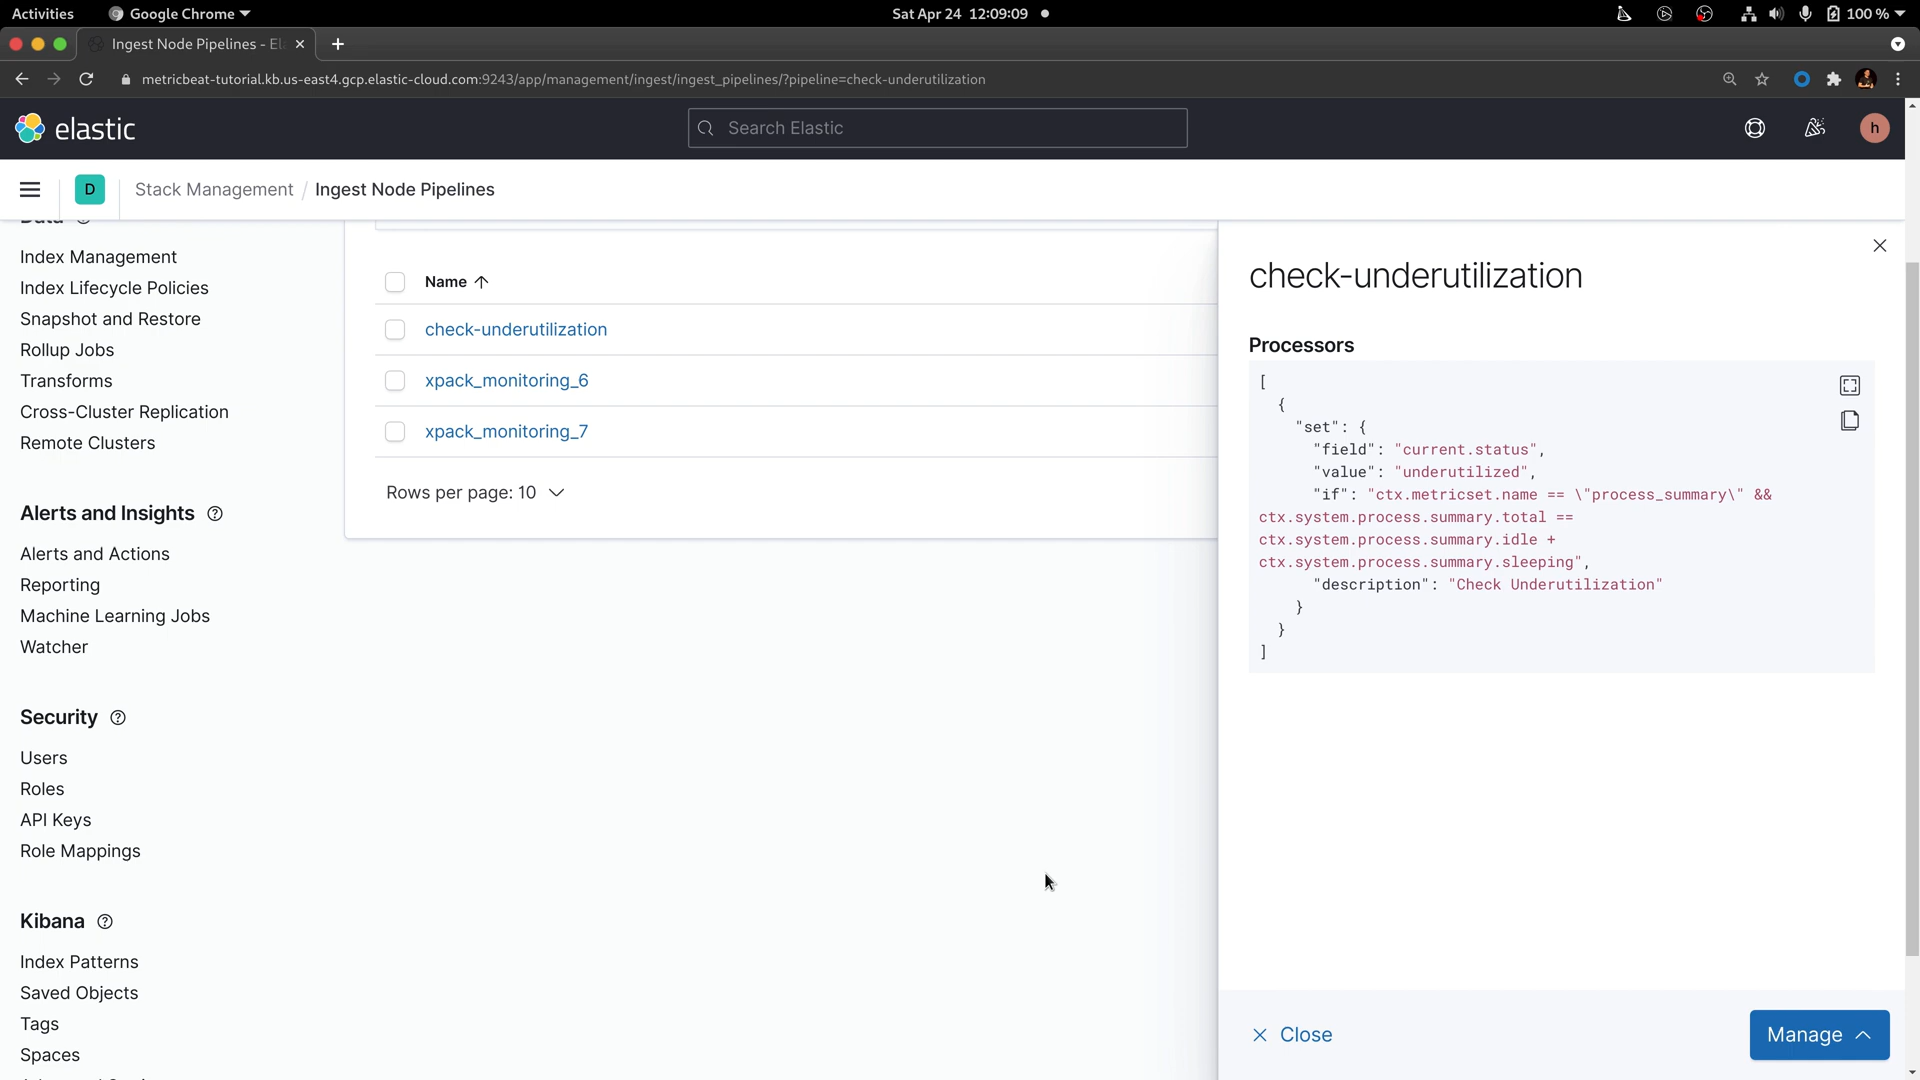 Activities
Google Chrome
Sat Apr 24 12:09:09
100 %
Ingest Node Pipelines - El
metricbeat-tutorial.kb.us-east4.gcp.elastic-cloud.com:9243/app/management/ingest/ingest_pipelines/?pipeline=check-underutilization
elastic
Search Elastic
h
D
Stack Management / Ingest Node Pipelines
Data
Index Management
Index Lifecycle Policies
Snapshot and Restore
Rollup Jobs
Transforms
Cross-Cluster Replication
Remote Clusters
Alerts and Insights
Alerts and Actions
Reporting
Machine Learning Jobs
Watcher
Security
Users
Roles
API Keys
Role Mappings
Kibana
Index Patterns
Saved Objects
Tags
Spaces
Name
check-underutilization
xpack_monitoring_6
xpack_monitoring_7
Rows per page: 10
check-underutilization
Processors
[
{
"set": {
"field": "current.status",
"value": "underutilized",
"if": "ctx.metricset.name == \"process_summary\" &&
ctx.system.process.summary.total ==
ctx.system.process.summary.idle +
ctx.system.process.summary.sleeping",
"description": "Check Underutilization"
}
}
]
Close
Manage